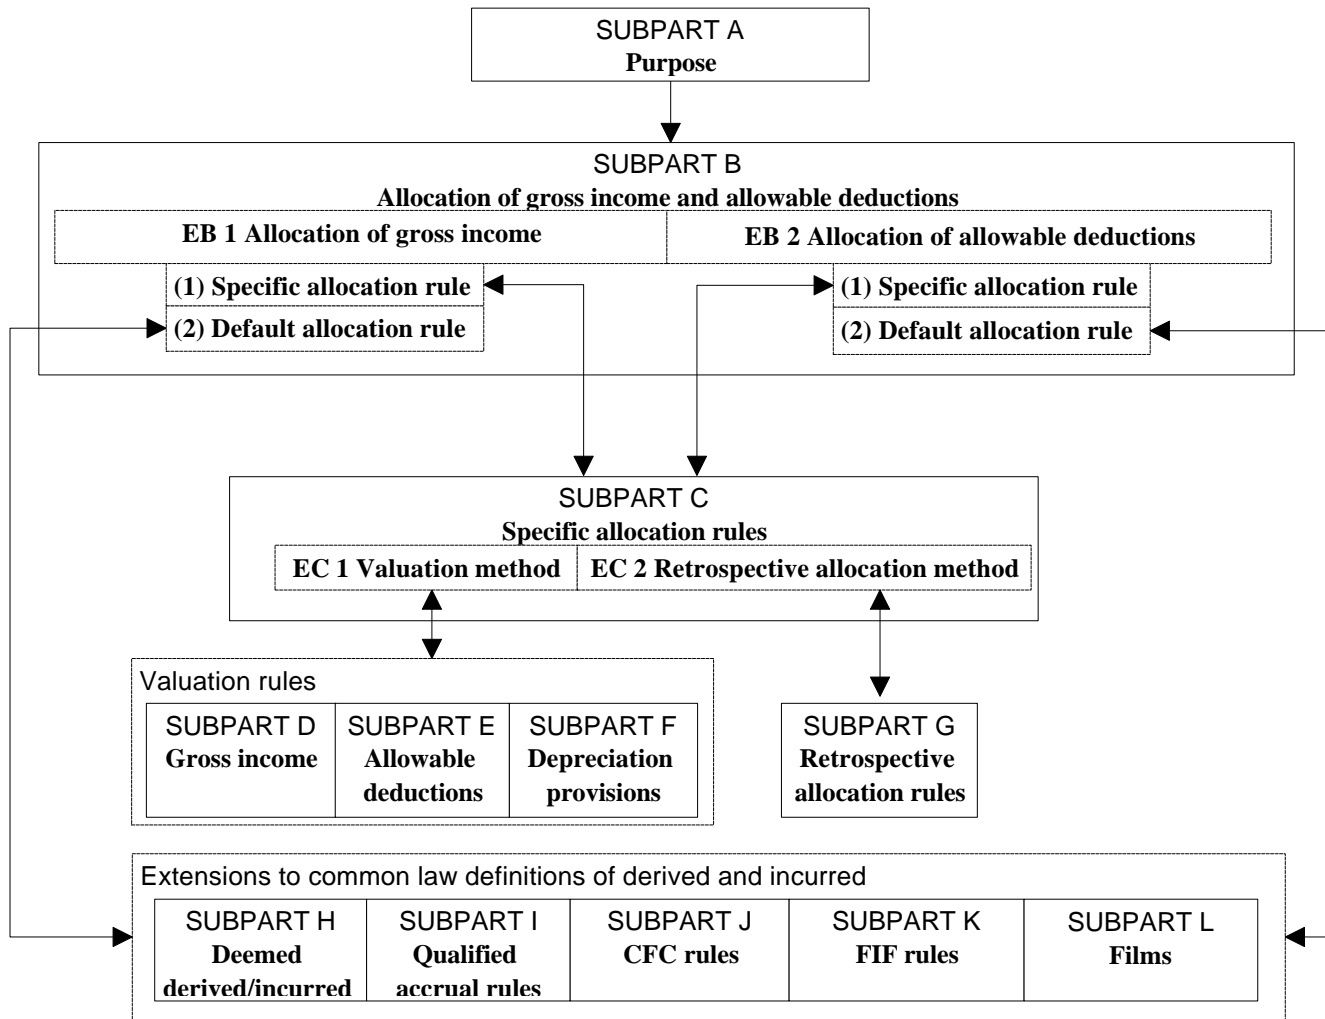 SUBPART A
Purpose
SUBPART B
Allocation of gross income and allowable deductions
EB 1 Allocation of gross income
EB 2 Allocation of allowable deductions
(1) Specific allocation rule
(2) Default allocation rule
(1) Specific allocation rule
(2) Default allocation rule
SUBPART C
Specific allocation rules
EC 1 Valuation method
EC 2 Retrospective allocation method
Valuation rules
SUBPART D
Gross income
SUBPART E
Allowable
deductions
SUBPART F
Depreciation
provisions
SUBPART G
Retrospective
allocation rules
Extensions to common law definitions of derived and incurred
SUBPART H
Deemed
derived/incurred
SUBPART I
Qualified
accrual rules
SUBPART J
CFC rules
SUBPART K
FIF rules
SUBPART L
Films